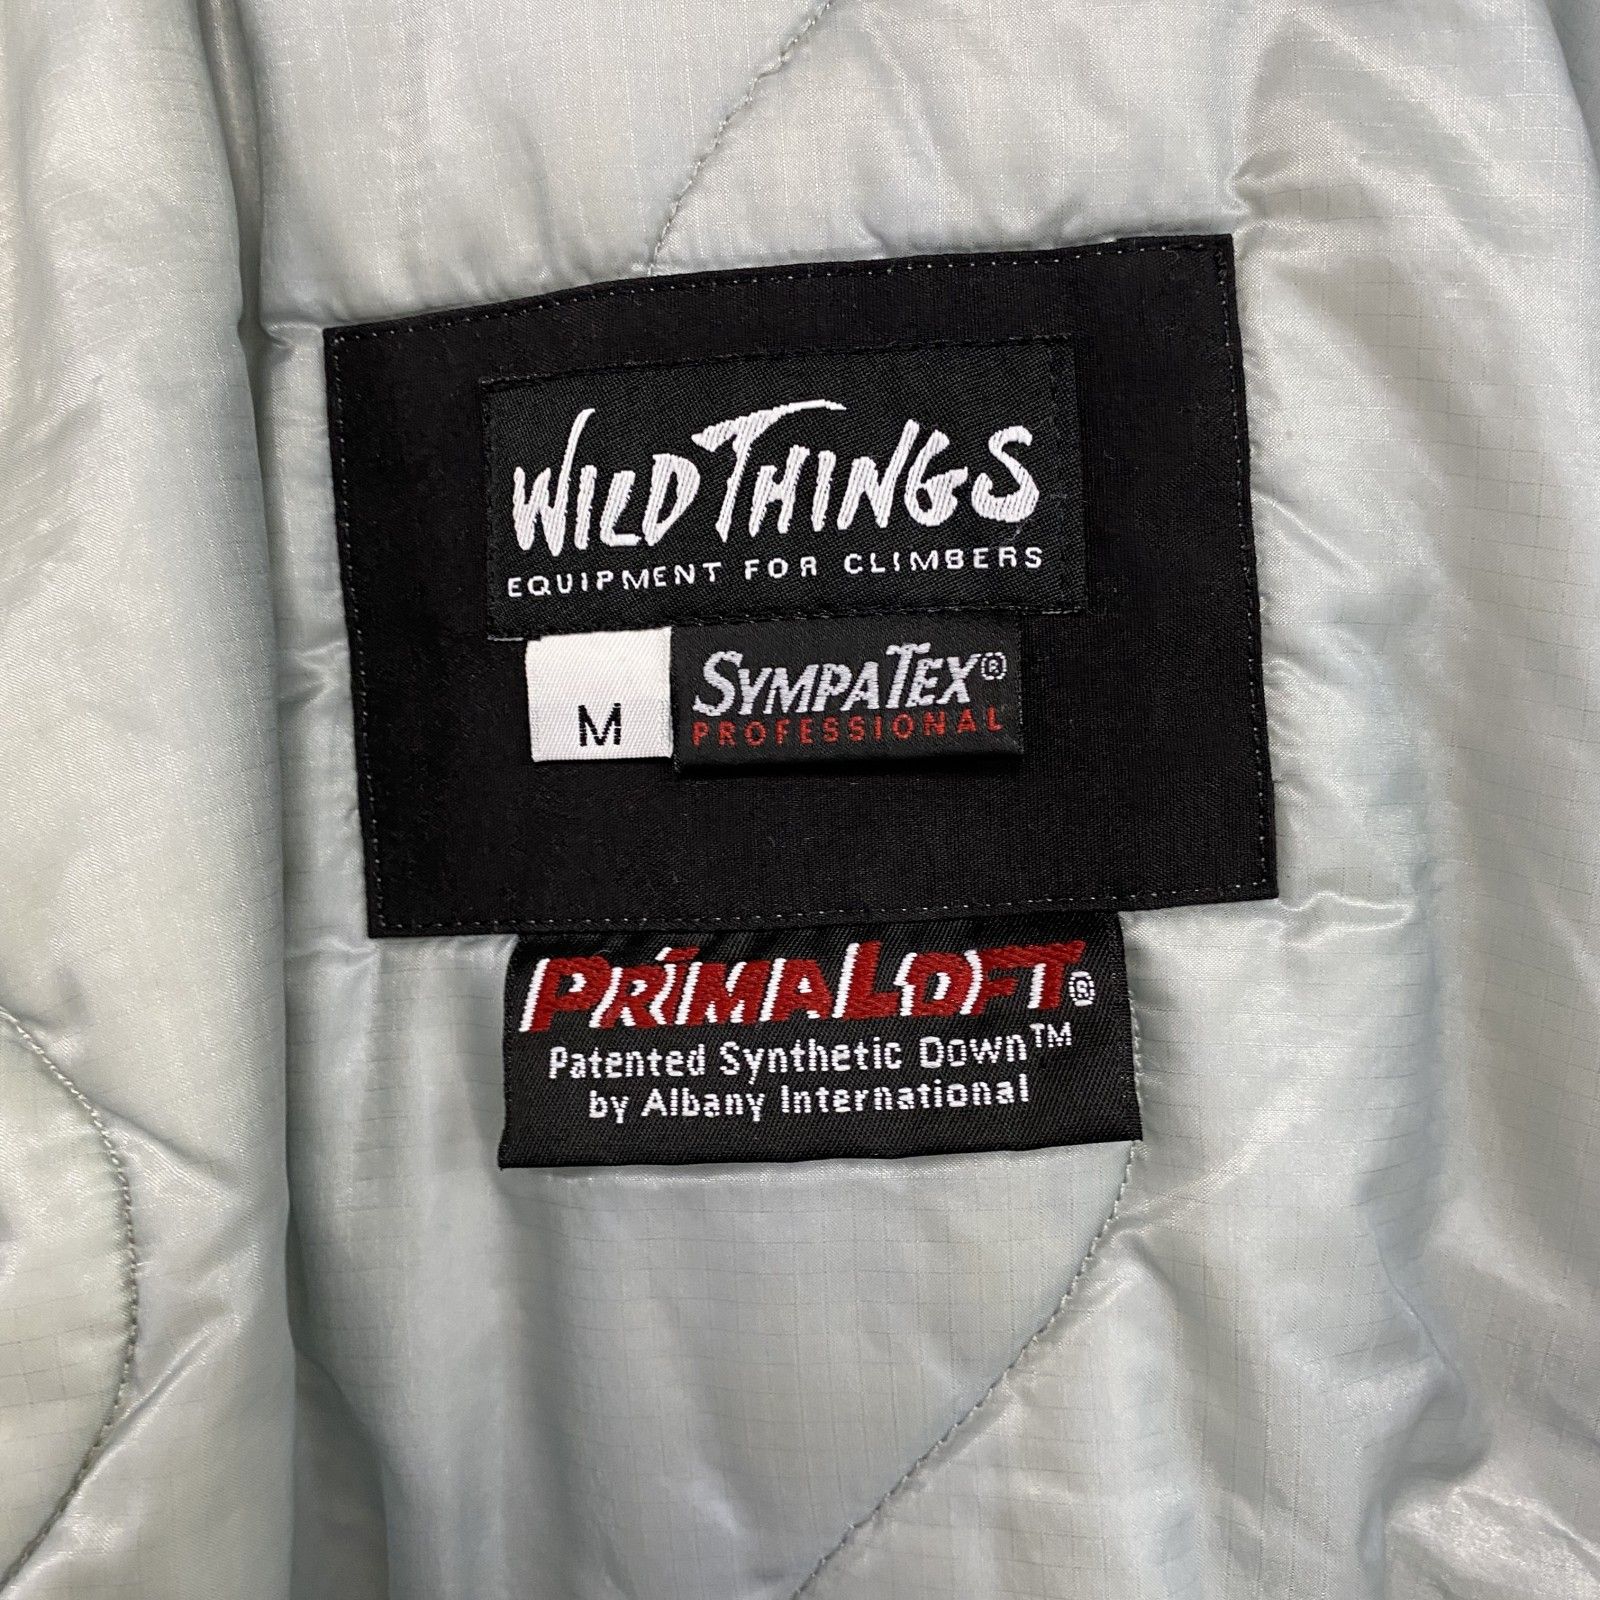 WILD THINGS
EQUIPMENT FOR CLIMBERS
M
SYMPATEX®
PROFESSIONAL
PRIMALOFT®
Patented Synthetic Down™
by Albany International